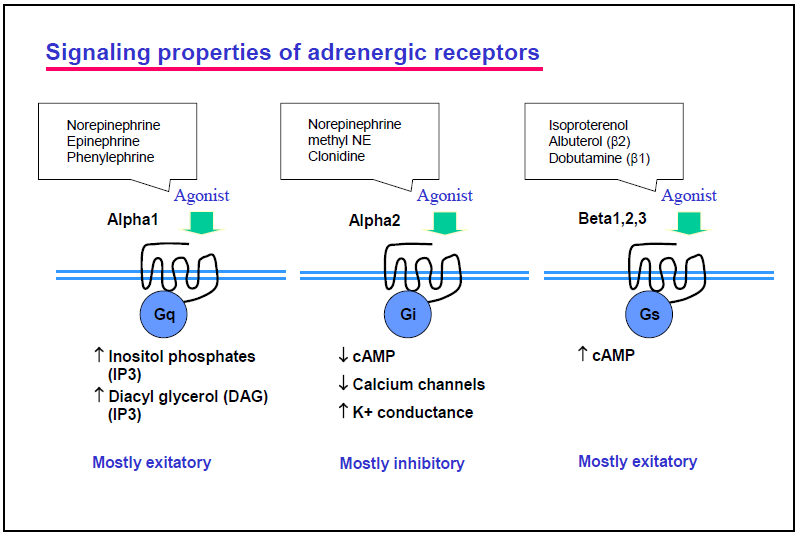 Signaling properties of adrenergic receptors
Norepinephrine
Epinephrine
Phenylephrine
Agonist
Alpha1
Gq
↑ Inositol phosphates
(IP3)
↑ Diacyl glycerol (DAG)
(IP3)
Mostly exitatory
Norepinephrine
methyl NE
Clonidine
Agonist
Alpha2
Gi
↓ cAMP
↓ Calcium channels
↑ K+ conductance
Mostly inhibitory
Isoproterenol
Albuterol (β2)
Dobutamine (β1)
Agonist
Beta1,2,3
Gs
↑ cAMP
Mostly exitatory